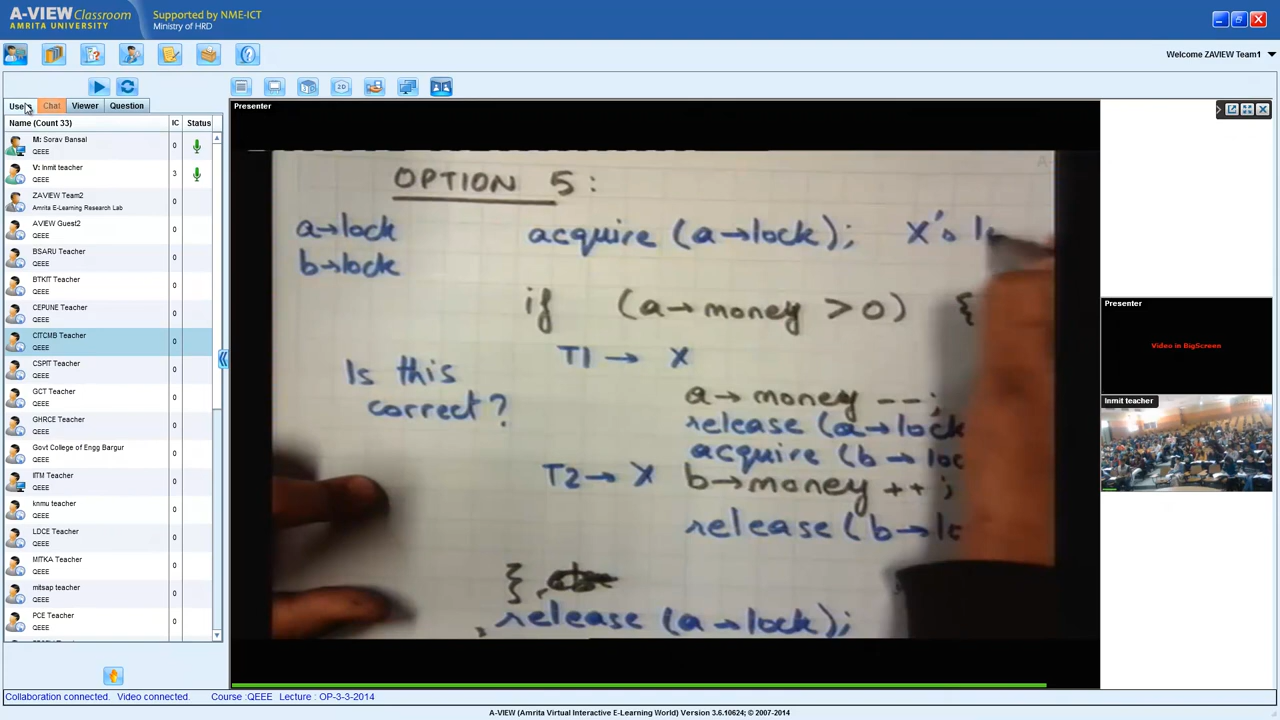 A-VIEW Classroom
AMRITA UNIVERSITY
Supported by NME-ICT
Ministry of HRD
Welcome ZAVIEW Team1
Chat
Viewer
Question
Name (Count 33)
IC
Status
M: Sorav Bansal
QEEE
0
V: Inmit teacher
QEEE
3
ZAVIEW Team2
Amrita E-Learning Research Lab
0
AVIEW Guest2
QEEE
0
BSARU Teacher
QEEE
0
BTKIT Teacher
QEEE
0
CEPUNE Teacher
QEEE
0
CITCMB Teacher
QEEE
0
CSPIT Teacher
QEEE
0
GCT Teacher
QEEE
0
GHRCE Teacher
QEEE
0
Govt College of Engg Bargur
QEEE
0
IITM Teacher
QEEE
0
knmu Teacher
QEEE
0
LDCE Teacher
QEEE
0
MITKA Teacher
QEEE
0
mitsap Teacher
QEEE
0
PCE Teacher
QEEE
0
2D
Presenter
OPTION 5:
a→lock
b→lock
acquire (a→lock); X's
if (a→money >0) {
T1 → X
Is this
correct?
a→money --;
release (a→lock
acquire (b→
T2→ X b→money ++;
release (b→
}
release (a→lock);
Presenter
Video in BigScreen
Inmit teacher
Collaboration connected. Video connected. Course :QEEE Lecture : OP-3-3-2014
A-VIEW (Amrita Virtual Interactive E-Learning World) Version 3.6.10624; © 2007-2014